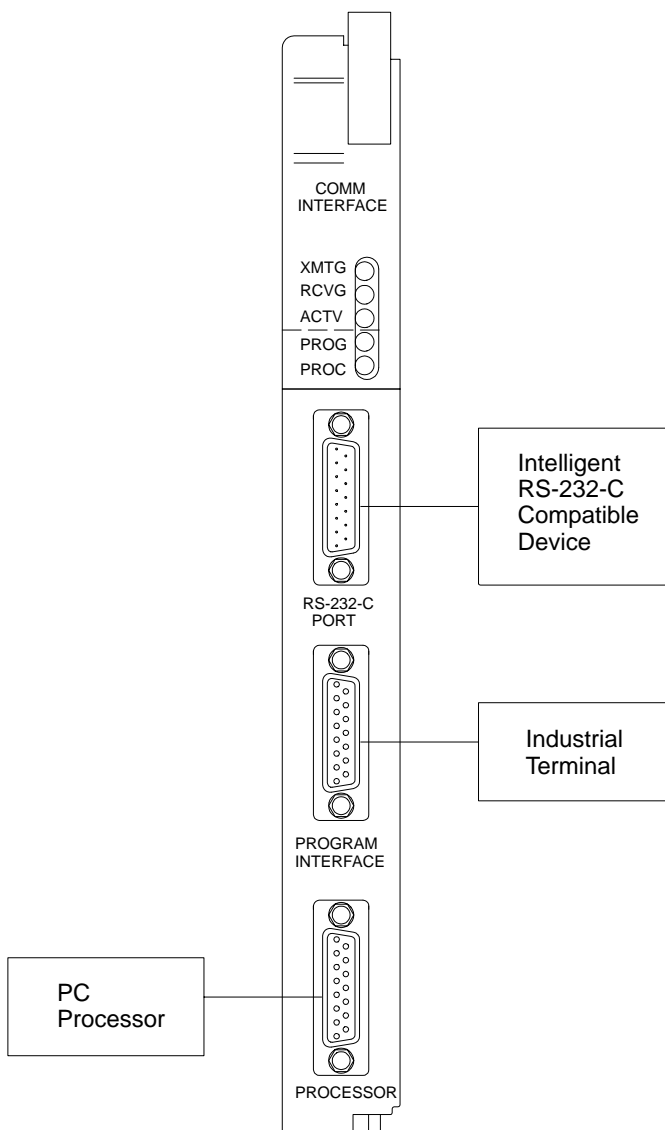 COMM
INTERFACE
XMTG
RCVG
ACTV
PROG
PROC
Intelligent
RS-232-C
Compatible
Device
RS-232-C
PORT
Industrial
Terminal
PROGRAM
INTERFACE
PC
Processor
PROCESSOR